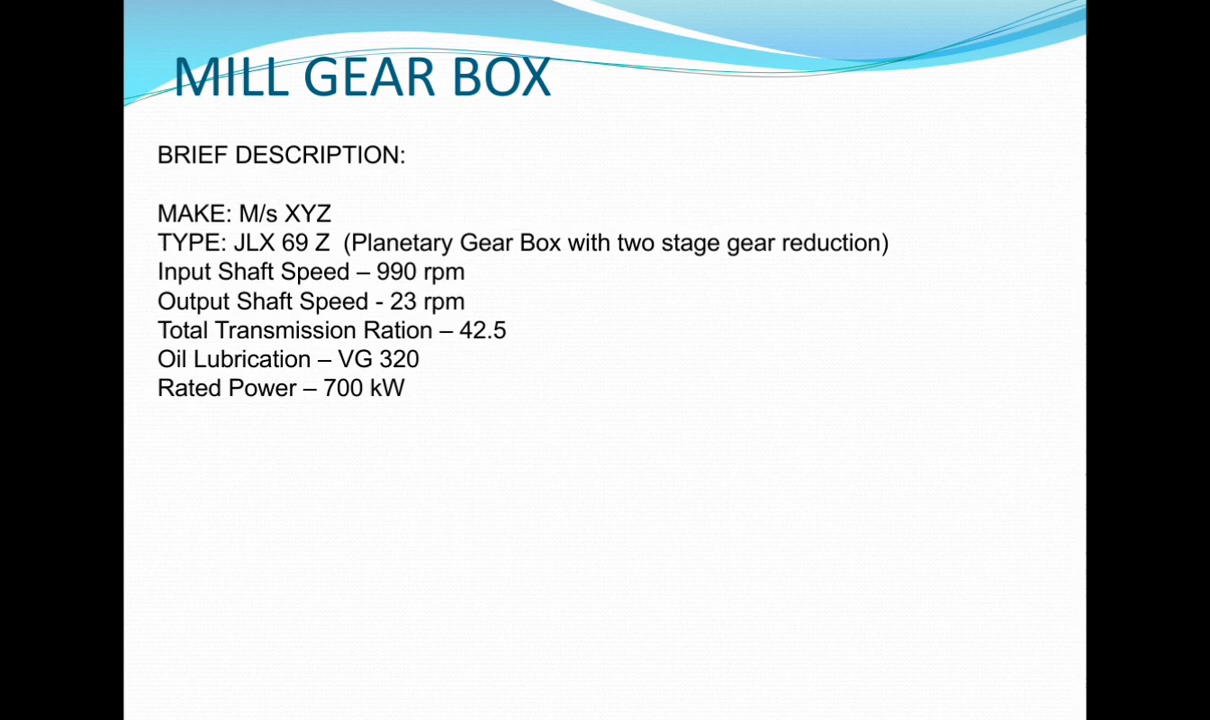 MILL GEAR BOX
BRIEF DESCRIPTION:
MAKE: M/s XYZ
TYPE: JLX 69 Z  (Planetary Gear Box with two stage gear reduction)
Input Shaft Speed – 990 rpm
Output Shaft Speed - 23 rpm
Total Transmission Ration – 42.5
Oil Lubrication – VG 320
Rated Power – 700 kW